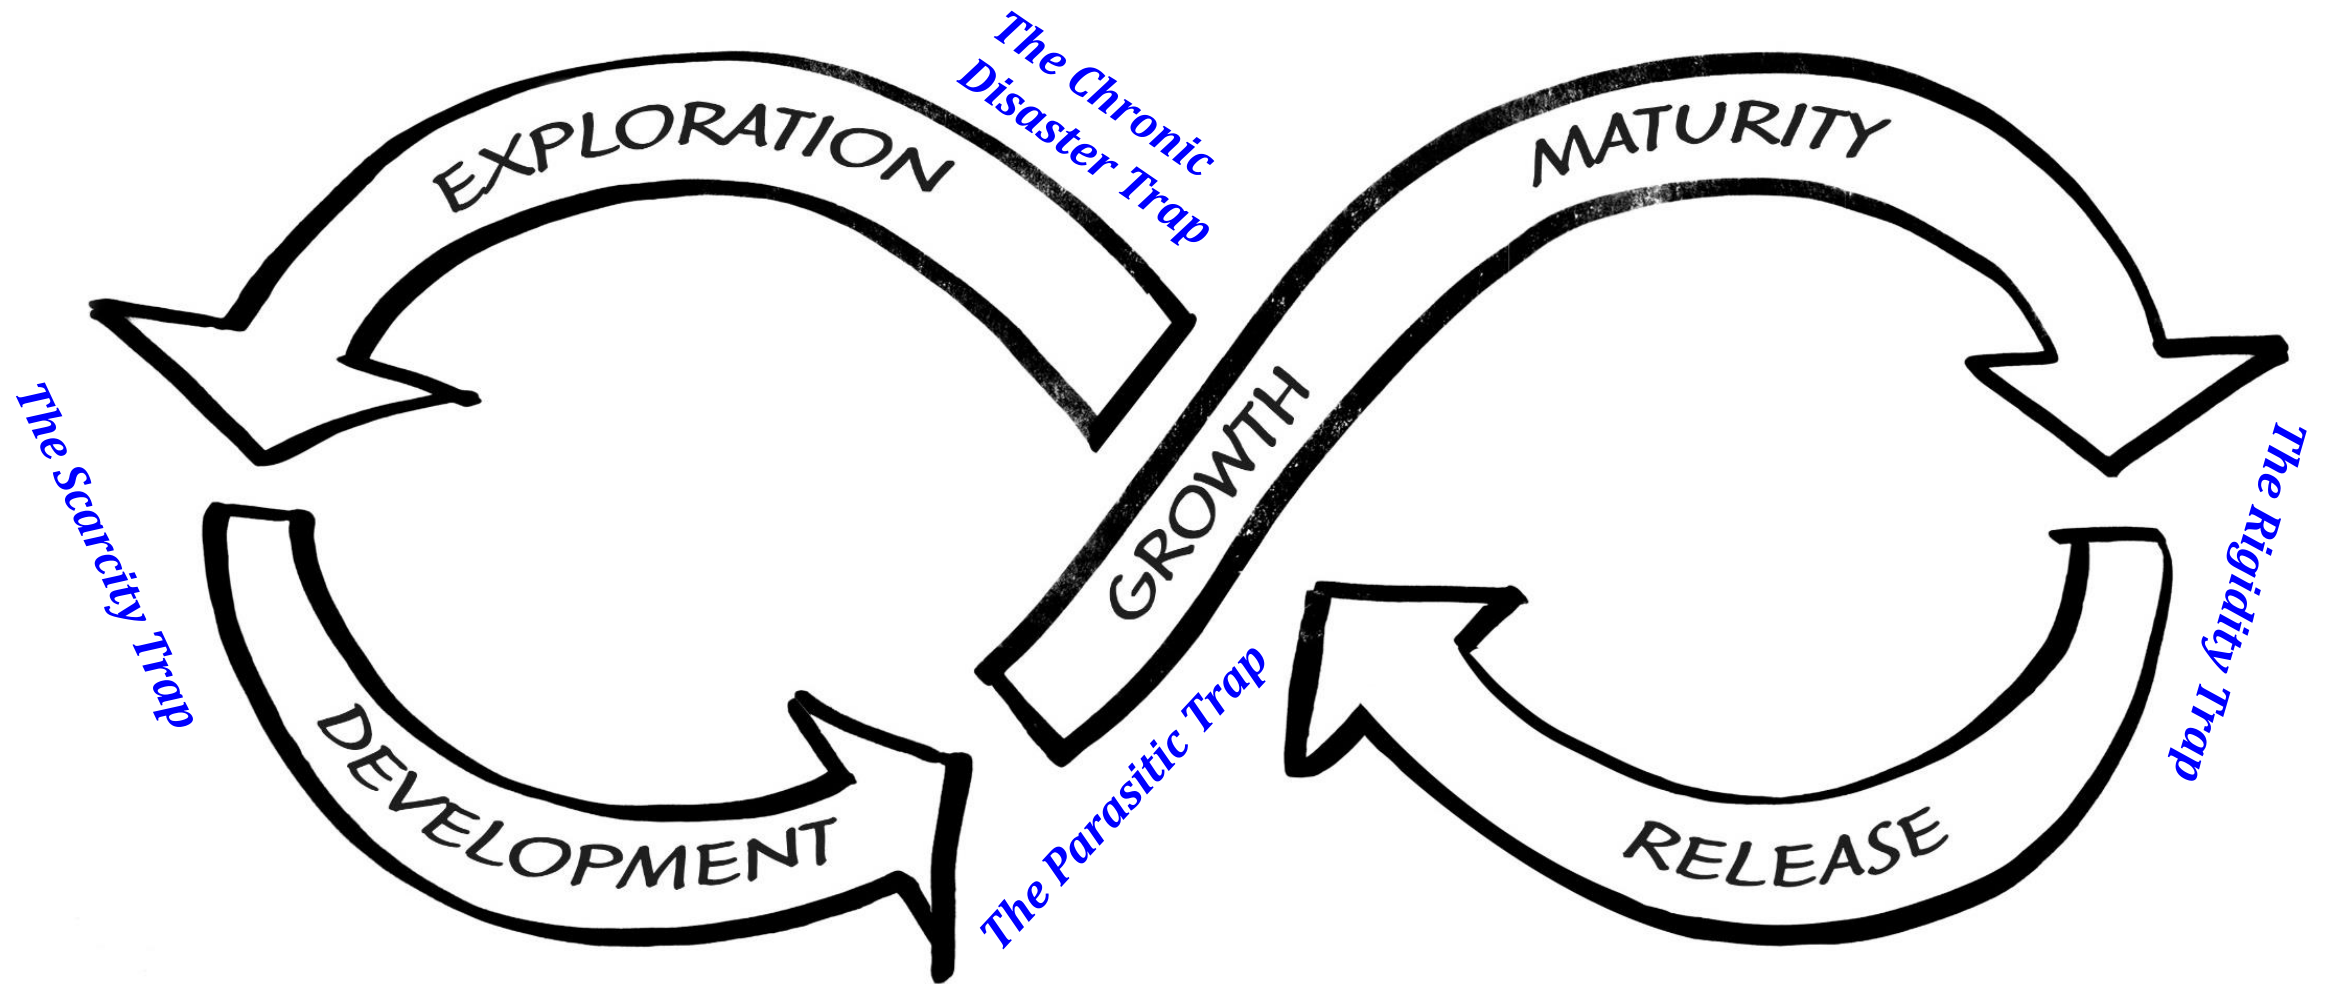 The Chronic
Disaster Trap
EXPLORATION
MATURITY
The Scarcity Trap
GROWTH
The Rigidity Trap
DEVELOPMENT
The Parasitic Trap
RELEASE